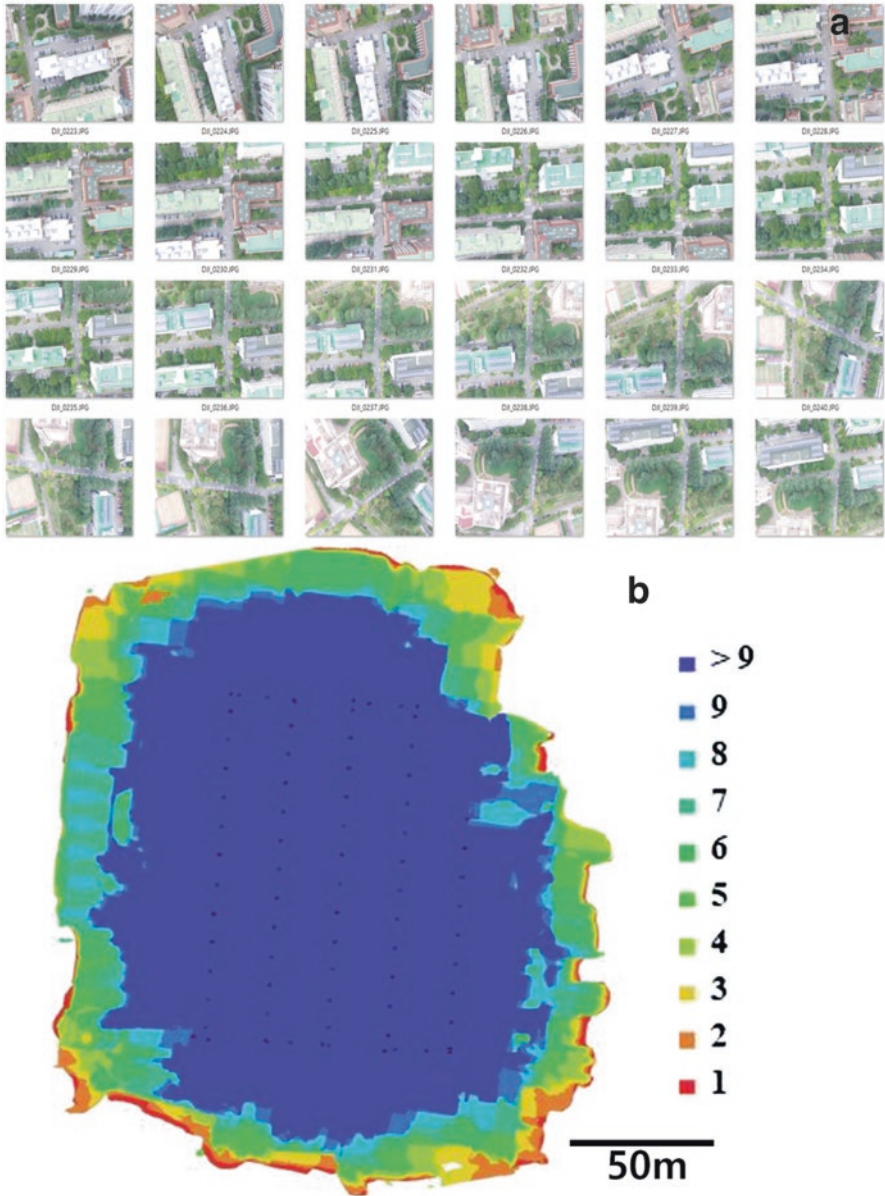 a
DJI_0223.JPG DJI_0224.JPG DJI_0225.JPG DJI_0226.JPG DJI_0227.JPG DJI_0228.JPG
DJI_0229.JPG DJI_0230.JPG DJI_0231.JPG DJI_0232.JPG DJI_0233.JPG DJI_0234.JPG
DJI_0235.JPG DJI_0236.JPG DJI_0237.JPG DJI_0238.JPG DJI_0239.JPG DJI_0240.JPG
b
> 9
9
8
7
6
5
4
3
2
1
50m